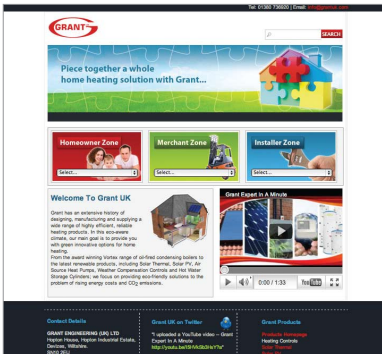 Tel: 01380 736920 | Email: info@grantuk.com
GRANT
SEARCH
Piece together a whole
home heating solution with Grant...
Homeowner Zone
Merchant Zone
Installer Zone
Select...
Select...
Select...
Welcome To Grant UK
Grant has an extensive history of
designing, manufacturing and supplying a
wide range of highly efficient, reliable
heating products. In this eco-aware
climate, our main goal is to provide you
with green innovative options for home
heating.
From the award winning Vortex range of oil-fired condensing boilers to
the latest renewable products, including Solar Thermal, Solar PV, Air
Source Heat Pumps, Weather Compensation Controls and Hot Water
Storage Cylinders; we focus on providing eco-friendly solutions to the
problem of rising energy costs and CO2 emissions.
Grant Expert In A Minute
0:00 / 1:33
YouTube
Contact Details
GRANT ENGINEERING (UK) LTD
Hopton House, Hopton Industrial Estate,
Devizes, Wiltshire.
SN10 2EU
Grant UK on Twitter
"I uploaded a YouTube video -- Grant
Expert In A Minute
Grant Products
Products Homepage
Heating Controls
Solar Thermal